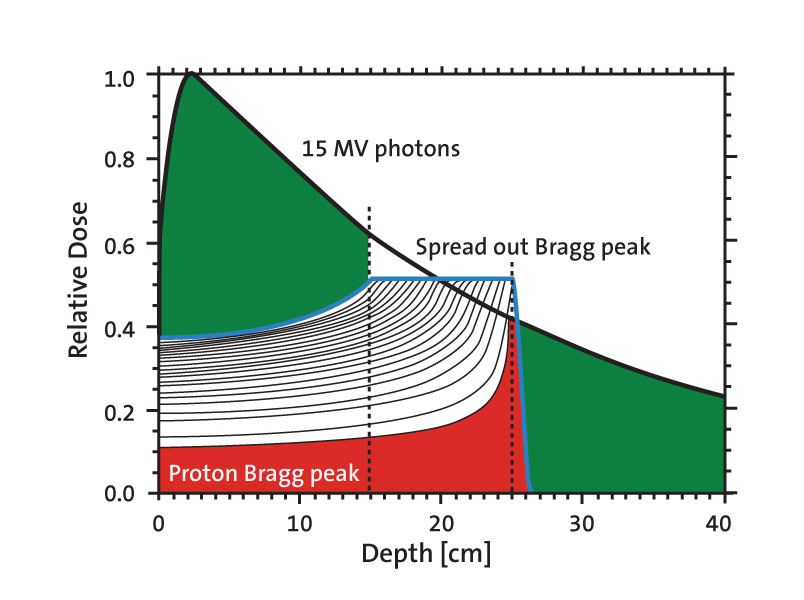 1.0
0.8
0.6
0.4
0.2
0.0
Relative Dose
15 MV photons
Spread out Bragg peak
Proton Bragg peak
0
10
20
30
40
Depth [cm]